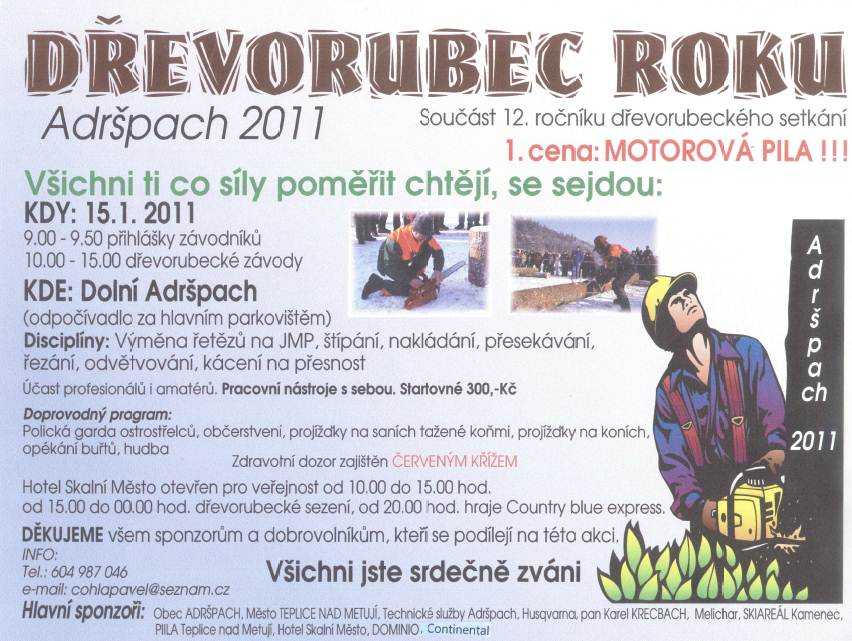 DŘEVORUBEC ROKU
Adršpach 2011
Součást 12. ročníku dřevorubeckého setkání
1. cena: MOTOROVÁ PILA !!!
Všichni ti co síly poměřit chtějí, se sejdou:
KDY: 15.1. 2011
9.00 - 9.50 přihlášky závodníků
10.00 - 15.00 dřevorubecké závody
KDE: Dolní Adršpach
(odpočívadlo za hlavním parkovištěm)
Disciplíny: Výměna řetězů na JMP, štípání, nakládání, přesekávání,
řezání, odvětvování, kácení na přesnost
Účast profesionálů i amatérů. Pracovní nástroje s sebou. Startovné 300,-Kč
Doprovodný program:
Polická garda ostrostřelců, občerstvení, projížďky na saních tažené koňmi, projížďky na koních,
opékání buřtů, hudba
Zdravotní dozor zajištěn ČERVENÝM KŘÍŽEM
Hotel Skalní Město otevřen pro veřejnost od 10.00 do 15.00 hod.
od 15.00 do 00.00 hod. dřevorubecké sezení, od 20.00 hod. hraje Country blue express.
DĚKUJEME všem sponzorům a dobrovolníkům, kteří se podílejí na této akci.
INFO:
Tel.: 604 987 046
e-mail: cohlapavel@seznam.cz
Všichni jste srdečně zváni
Hlavní sponzoři: Obec ADRŠPACH, Město TEPLICE NAD METUJÍ, Technické služby Adršpach, Husqvarna, pan Karel KRECBACH, Melichar, SKIAREÁL Kamenec,
PIILA Teplice nad Metují, Hotel Skalní Město, DOMINIO, Continental
Adršpach
2011